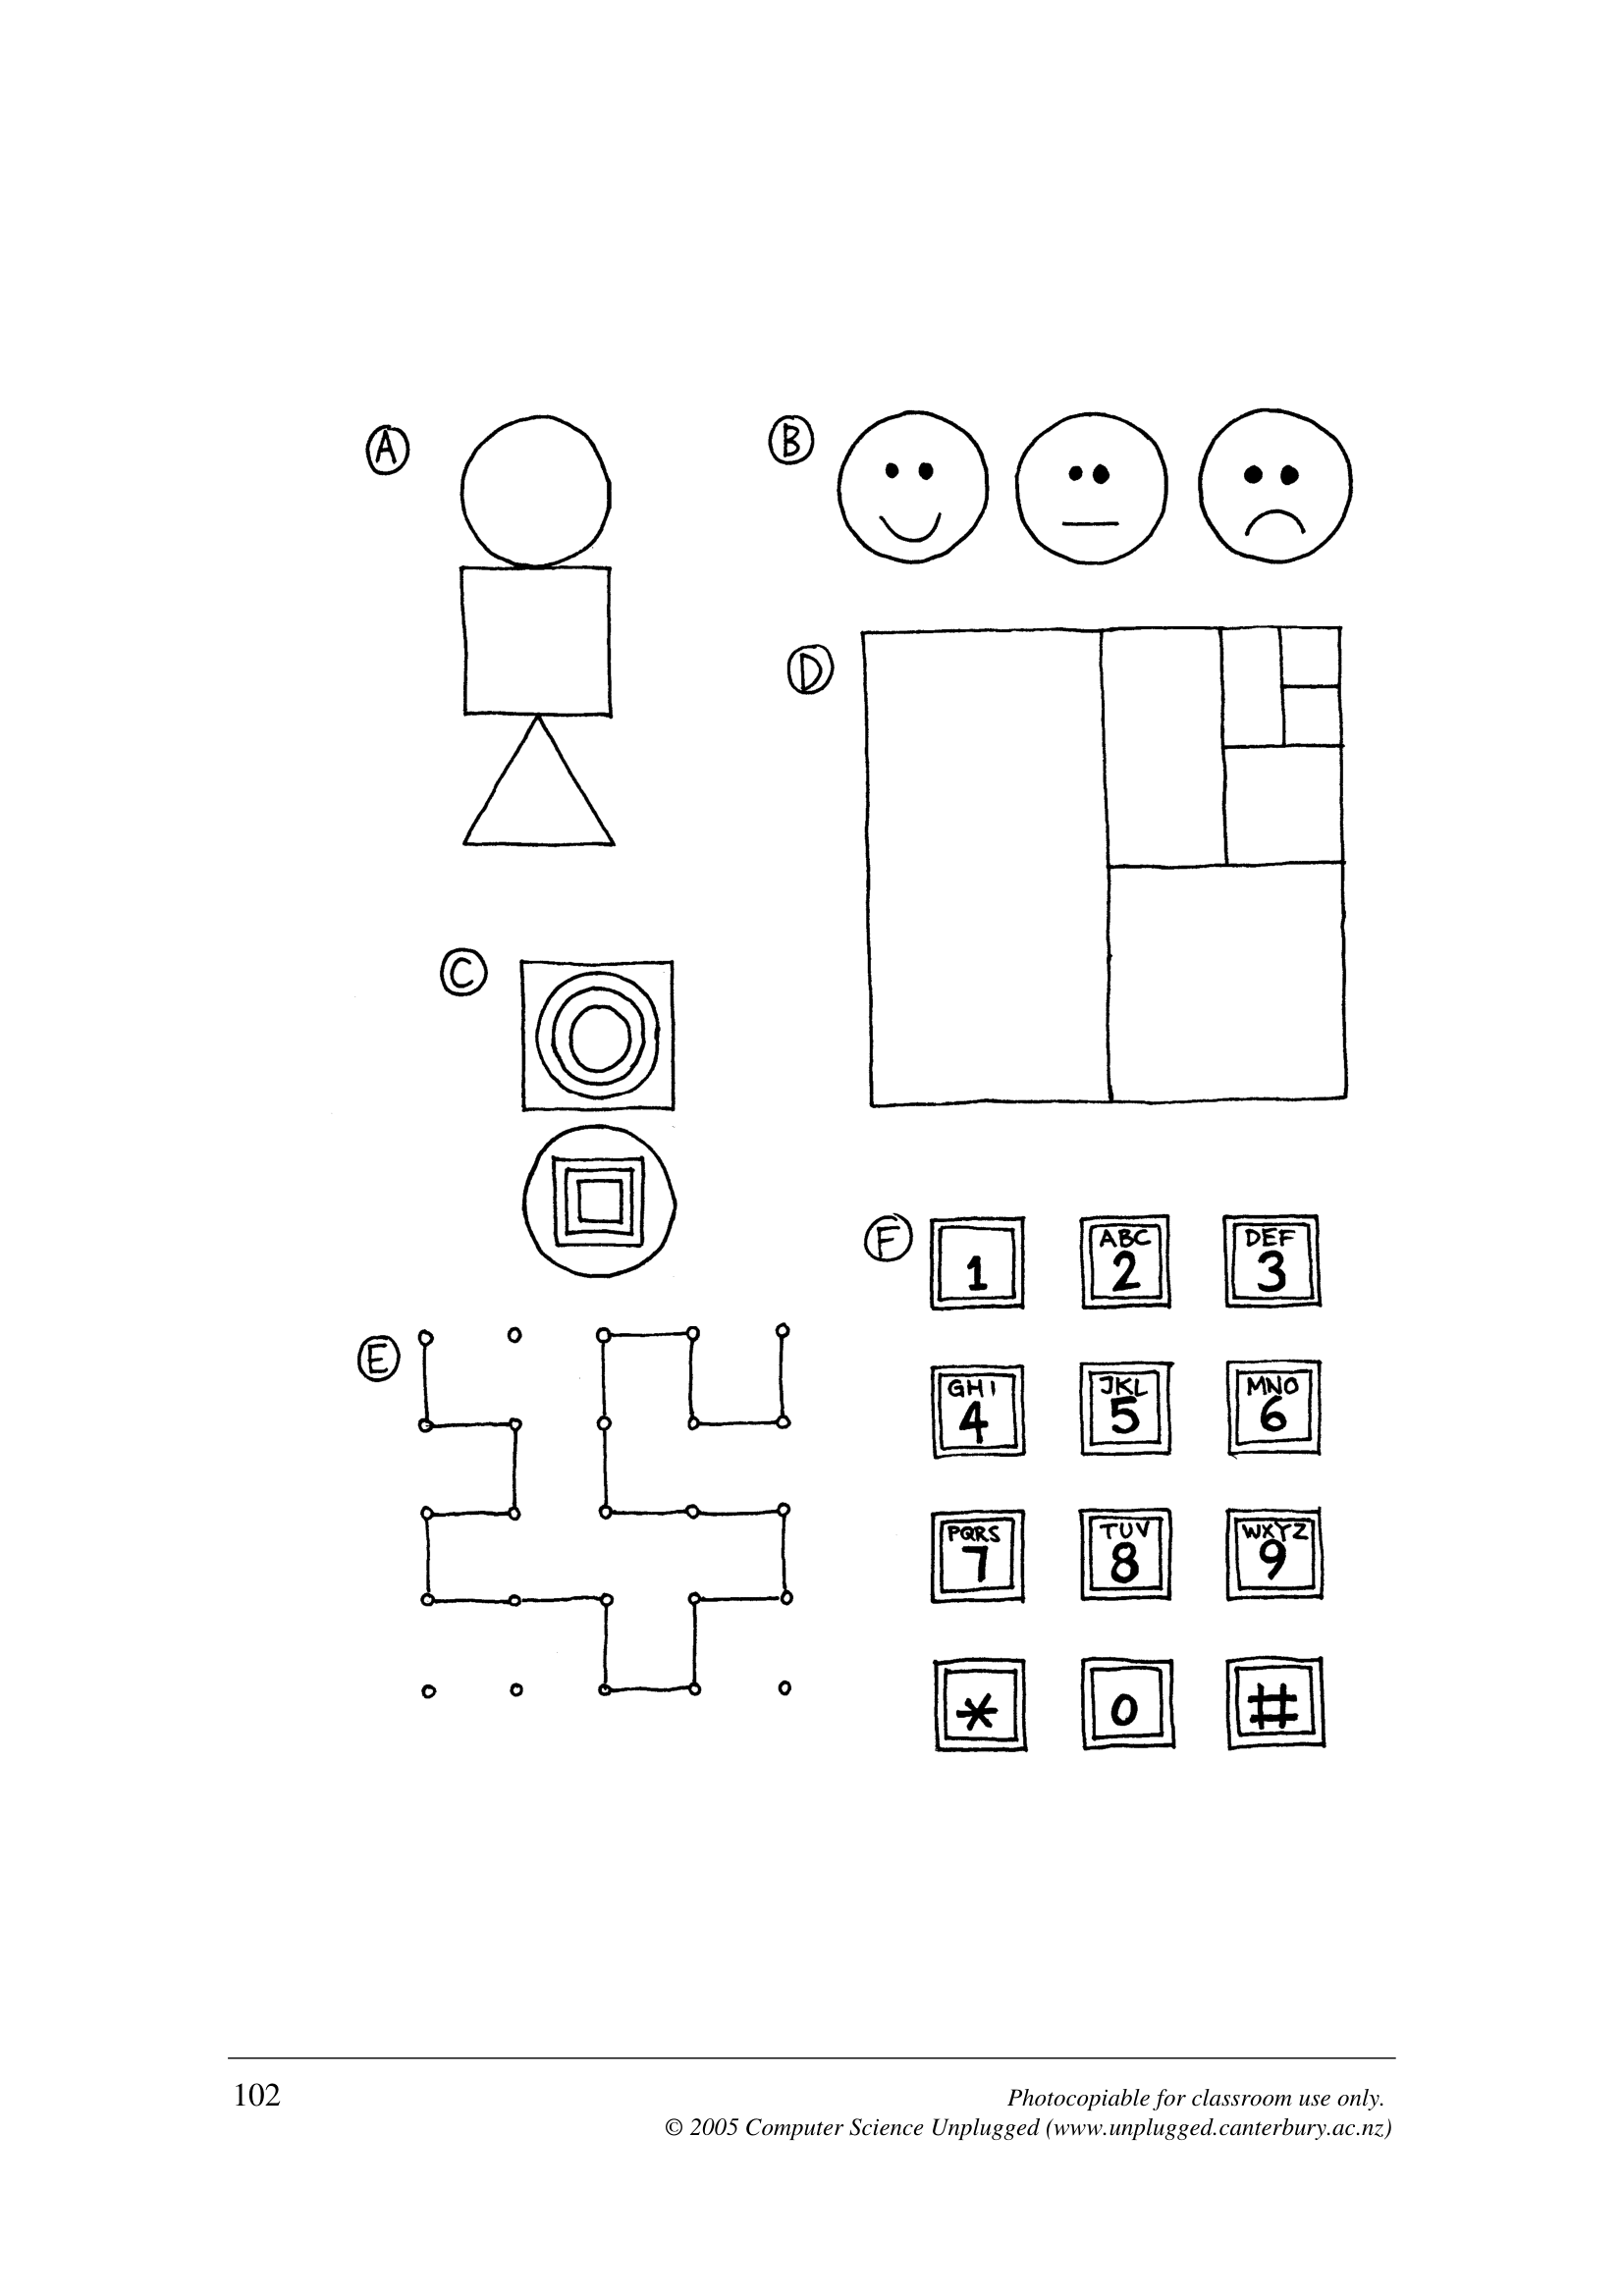 A
B
D
C
F
1
ABC
2
DEF
3
E
GHI
4
JKL
5
MNO
6
PQRS
7
TUV
8
WXYZ
9
*
0
#
102
Photocopiable for classroom use only.
© 2005 Computer Science Unplugged (www.unplugged.canterbury.ac.nz)